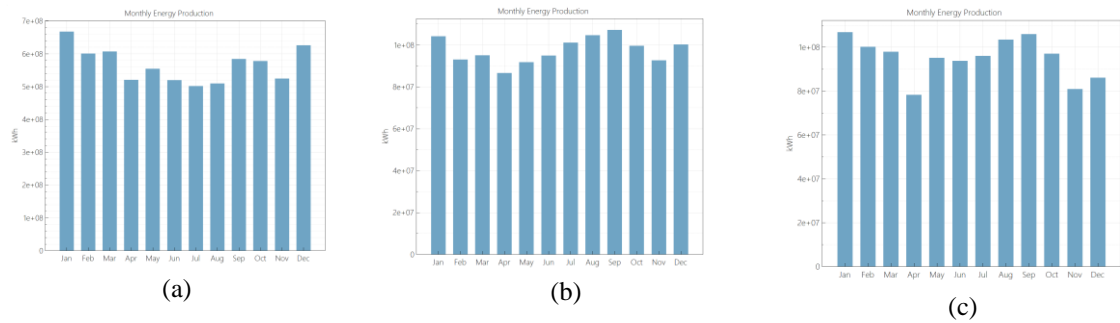 Monthly Energy Production
7e+08
6e+08
5e+08
4e+08
3e+08
2e+08
1e+08
0
kWh
Jan Feb Mar Apr May Jun Jul Aug Sep Oct Nov Dec
(a)
Monthly Energy Production
1e+08
8e+07
6e+07
4e+07
2e+07
0
kWh
Jan Feb Mar Apr May Jun Jul Aug Sep Oct Nov Dec
(b)
Monthly Energy Production
1e+08
8e+07
6e+07
4e+07
2e+07
0
kWh
Jan Feb Mar Apr May Jun Jul Aug Sep Oct Nov Dec
(c)